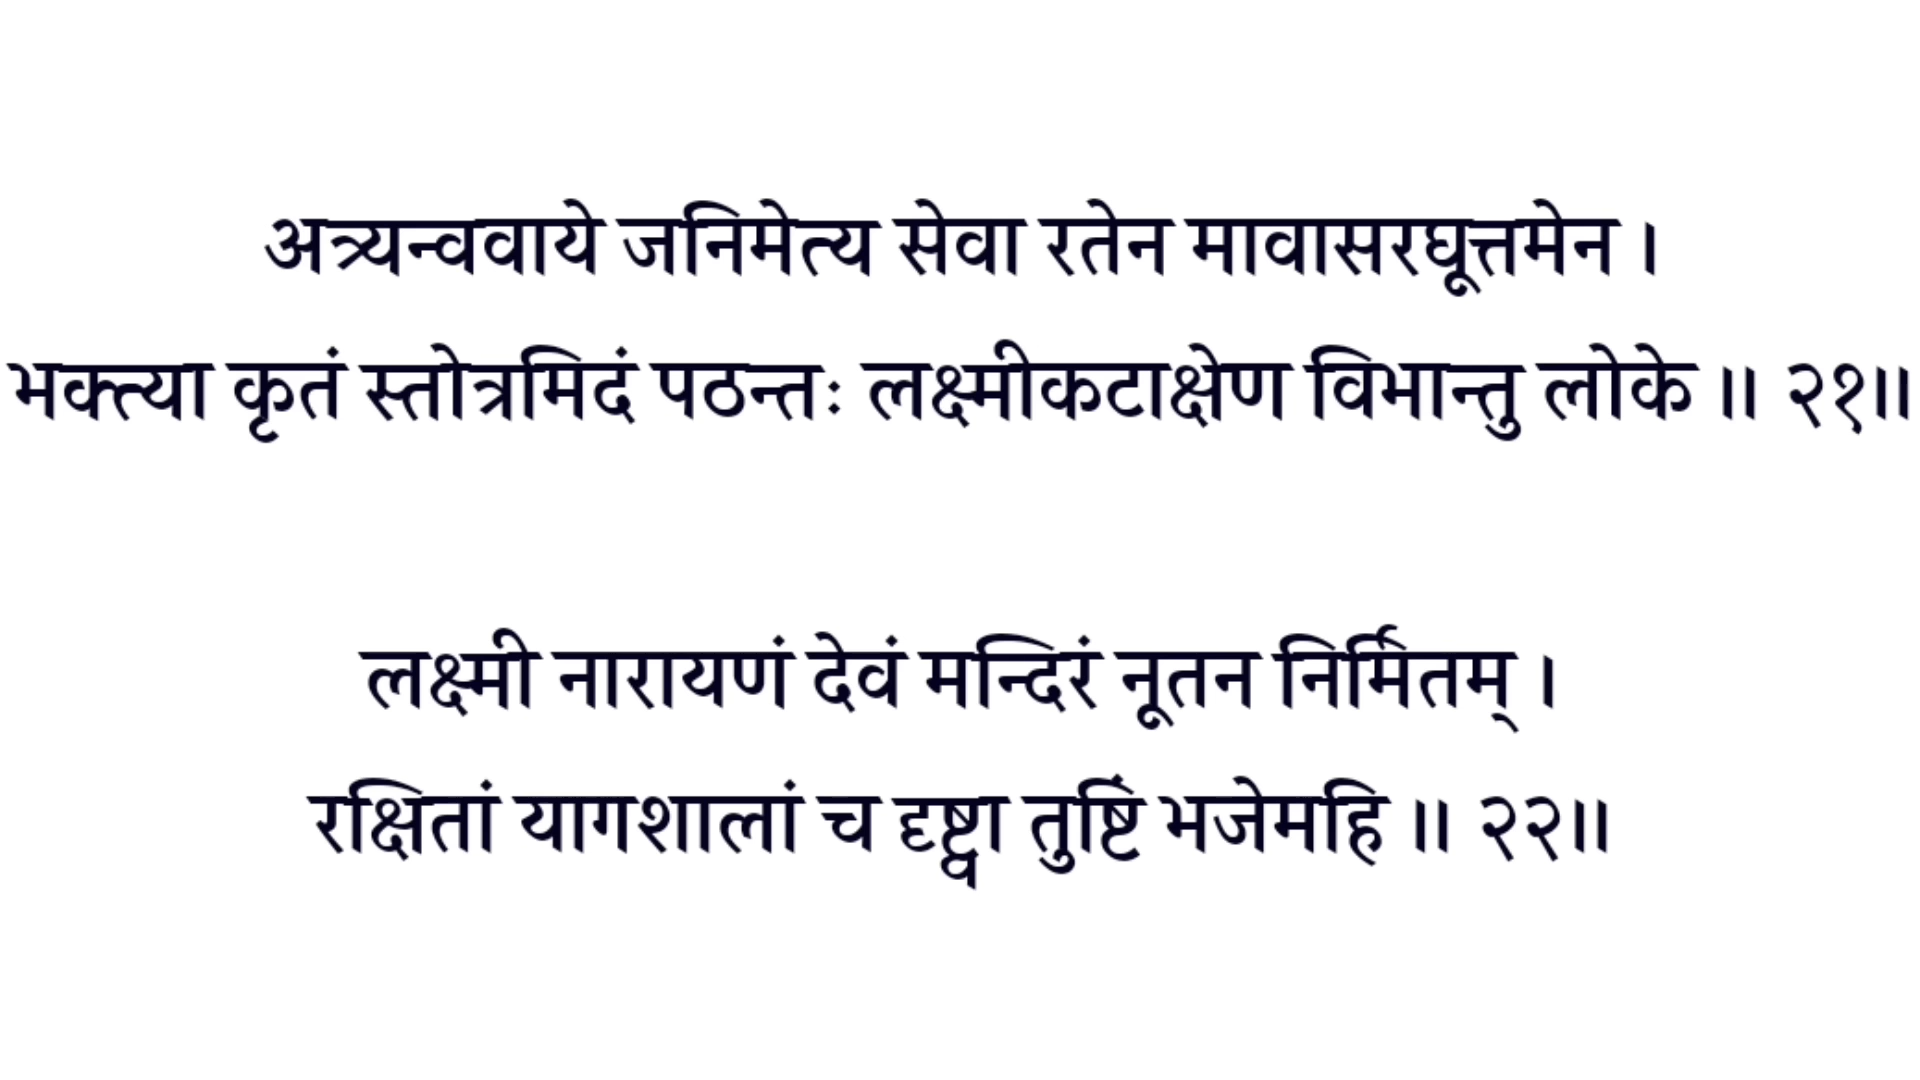 अत्र्यन्ववाये जनिमेत्य सेवा रतेन मावासरघूत्तमेन ।
भक्त्या कृतं स्तोत्रमिदं पठन्तः लक्ष्मीकटाक्षेण विभान्तु लोके ॥ २१॥
लक्ष्मी नारायणं देवं मन्दिरं नूतन निर्मितम् ।
रक्षितां यागशालां च दृष्ट्वा तुष्टिं भजेमहि ॥ २२॥